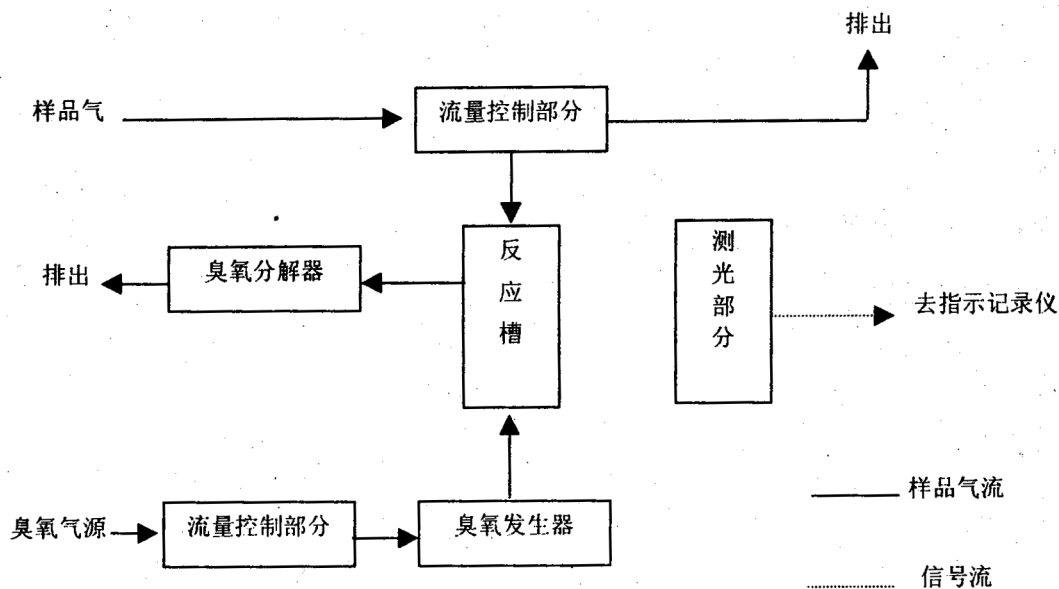 排出
样品气
流量控制部分
反应槽
测光部分
排出
臭氧分解器
去指示记录仪
样品气流
臭氧气源
流量控制部分
臭氧发生器
信号流